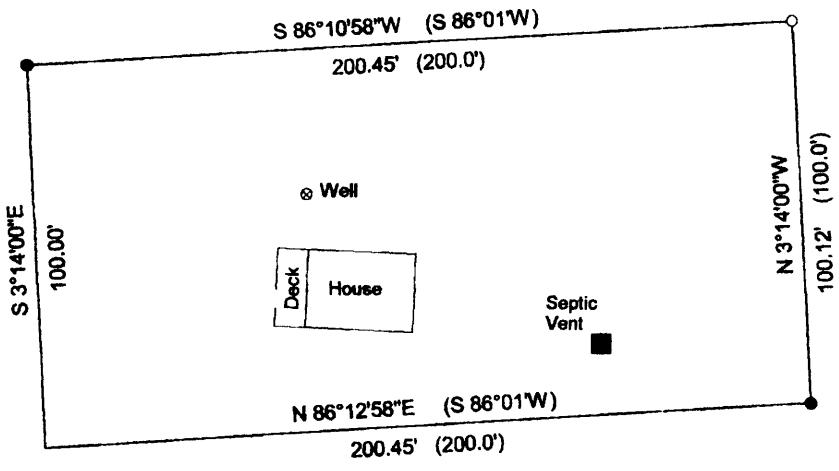 S 86°10'58"W (S 86°01'W)
200.45' (200.0')
S 3°14'00"E
100.00'
N 3°14'00"W
100.12' (100.0')
Well
Deck
House
Septic
Vent
N 86°12'58"E (S 86°01'W)
200.45' (200.0')